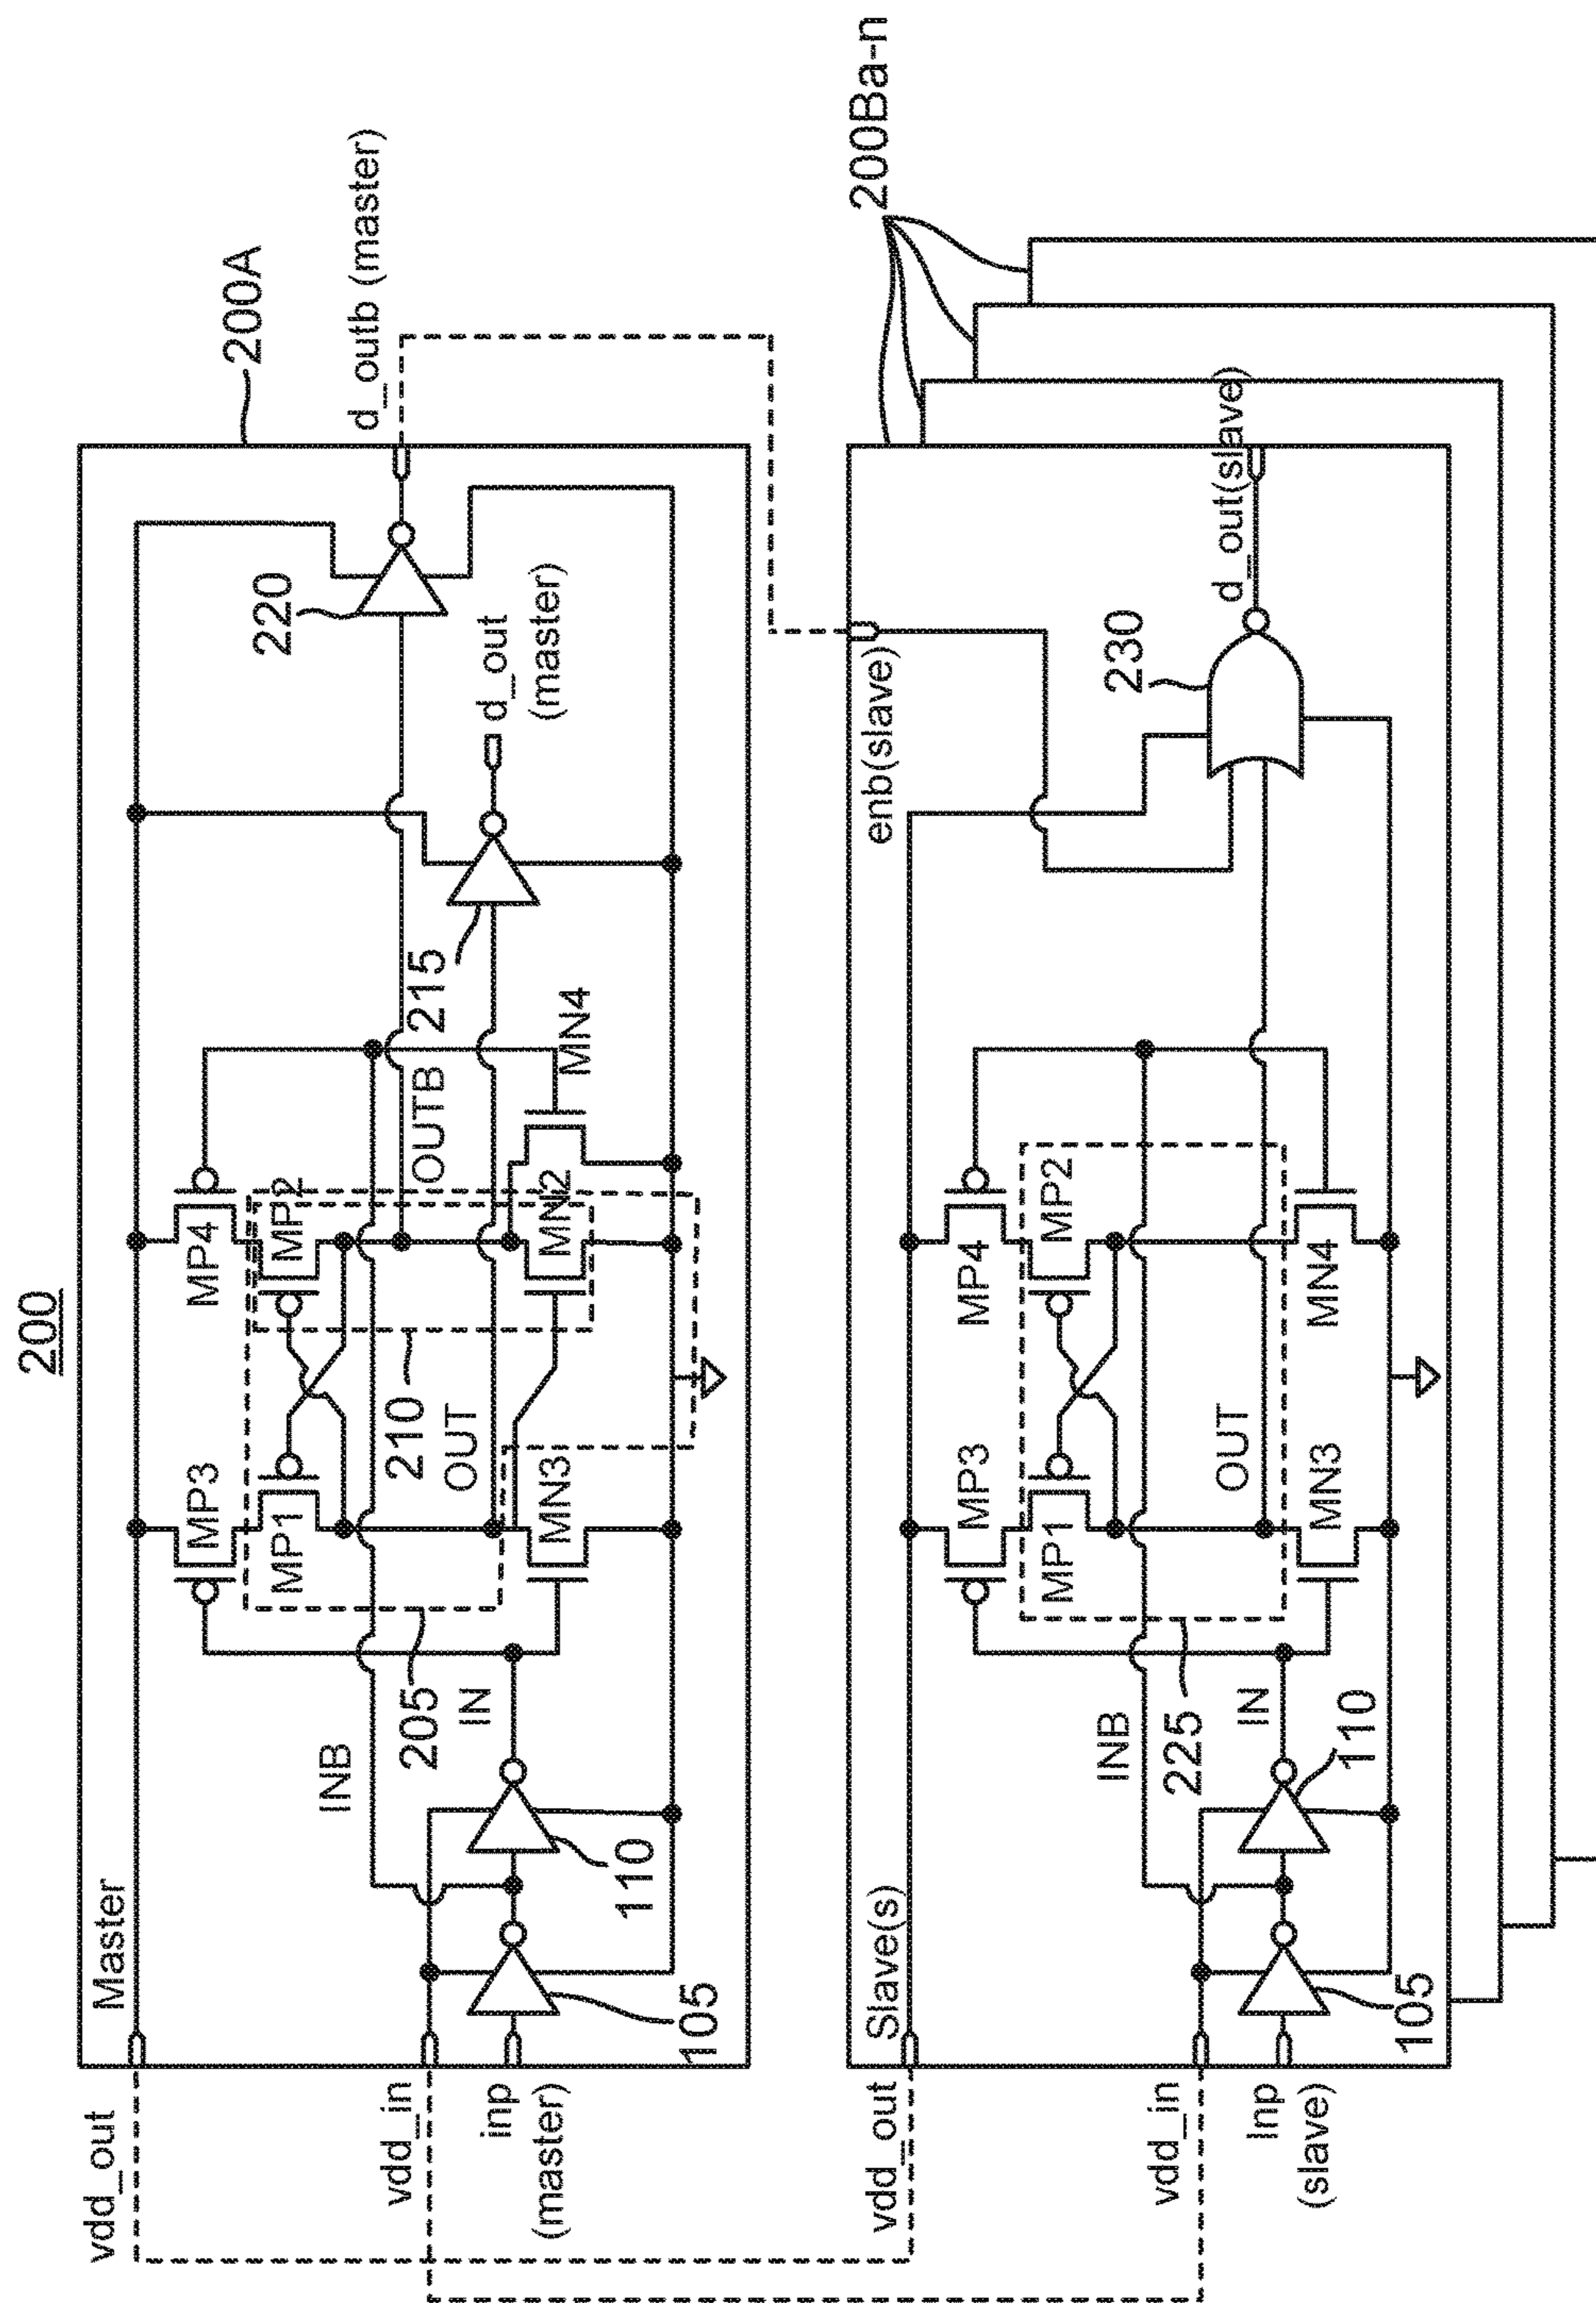 200
200A
Master
vdd_out
vdd_in
inp
(master)
105
110
INB
IN
205
MP3
MP1
MN3
OUT
210
MP4
MP2
MN2
MN4
OUTB
215
220
d_out
(master)
d_outb (master)
200Ba-n
Slave(s)
vdd_out
vdd_in
Inp
(slave)
105
110
INB
IN
225
MP3
MP1
MN3
OUT
MP4
MP2
MN4
enb(slave)
230
d_out(slave)